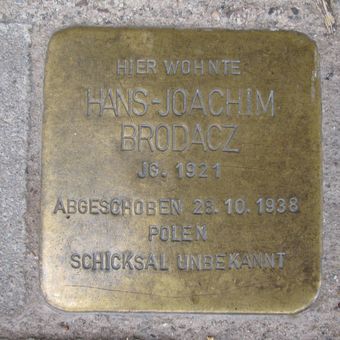 HIER WOHNTE
HANS-JOACHIM
BRODACZ
JG. 1921
ABGESCHOBEN 28.10.1938
POLEN
SCHICKSAL UNBEKANNT